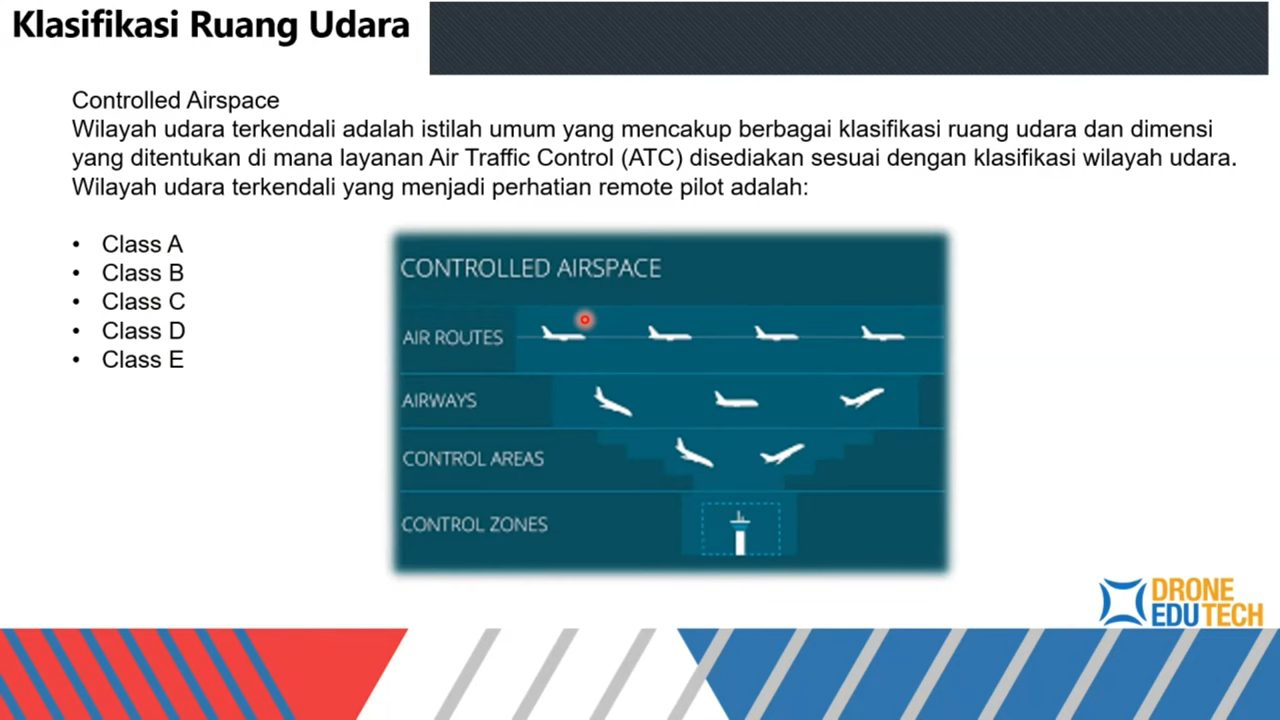 Klasifikasi Ruang Udara
Controlled Airspace
Wilayah udara terkendali adalah istilah umum yang mencakup berbagai klasifikasi ruang udara dan dimensi
yang ditentukan di mana layanan Air Traffic Control (ATC) disediakan sesuai dengan klasifikasi wilayah udara.
Wilayah udara terkendali yang menjadi perhatian remote pilot adalah:
• Class A
• Class B
• Class C
• Class D
• Class E
CONTROLLED AIRSPACE
AIR ROUTES
AIRWAYS
CONTROL AREAS
CONTROL ZONES
DRONE
EDUTECH